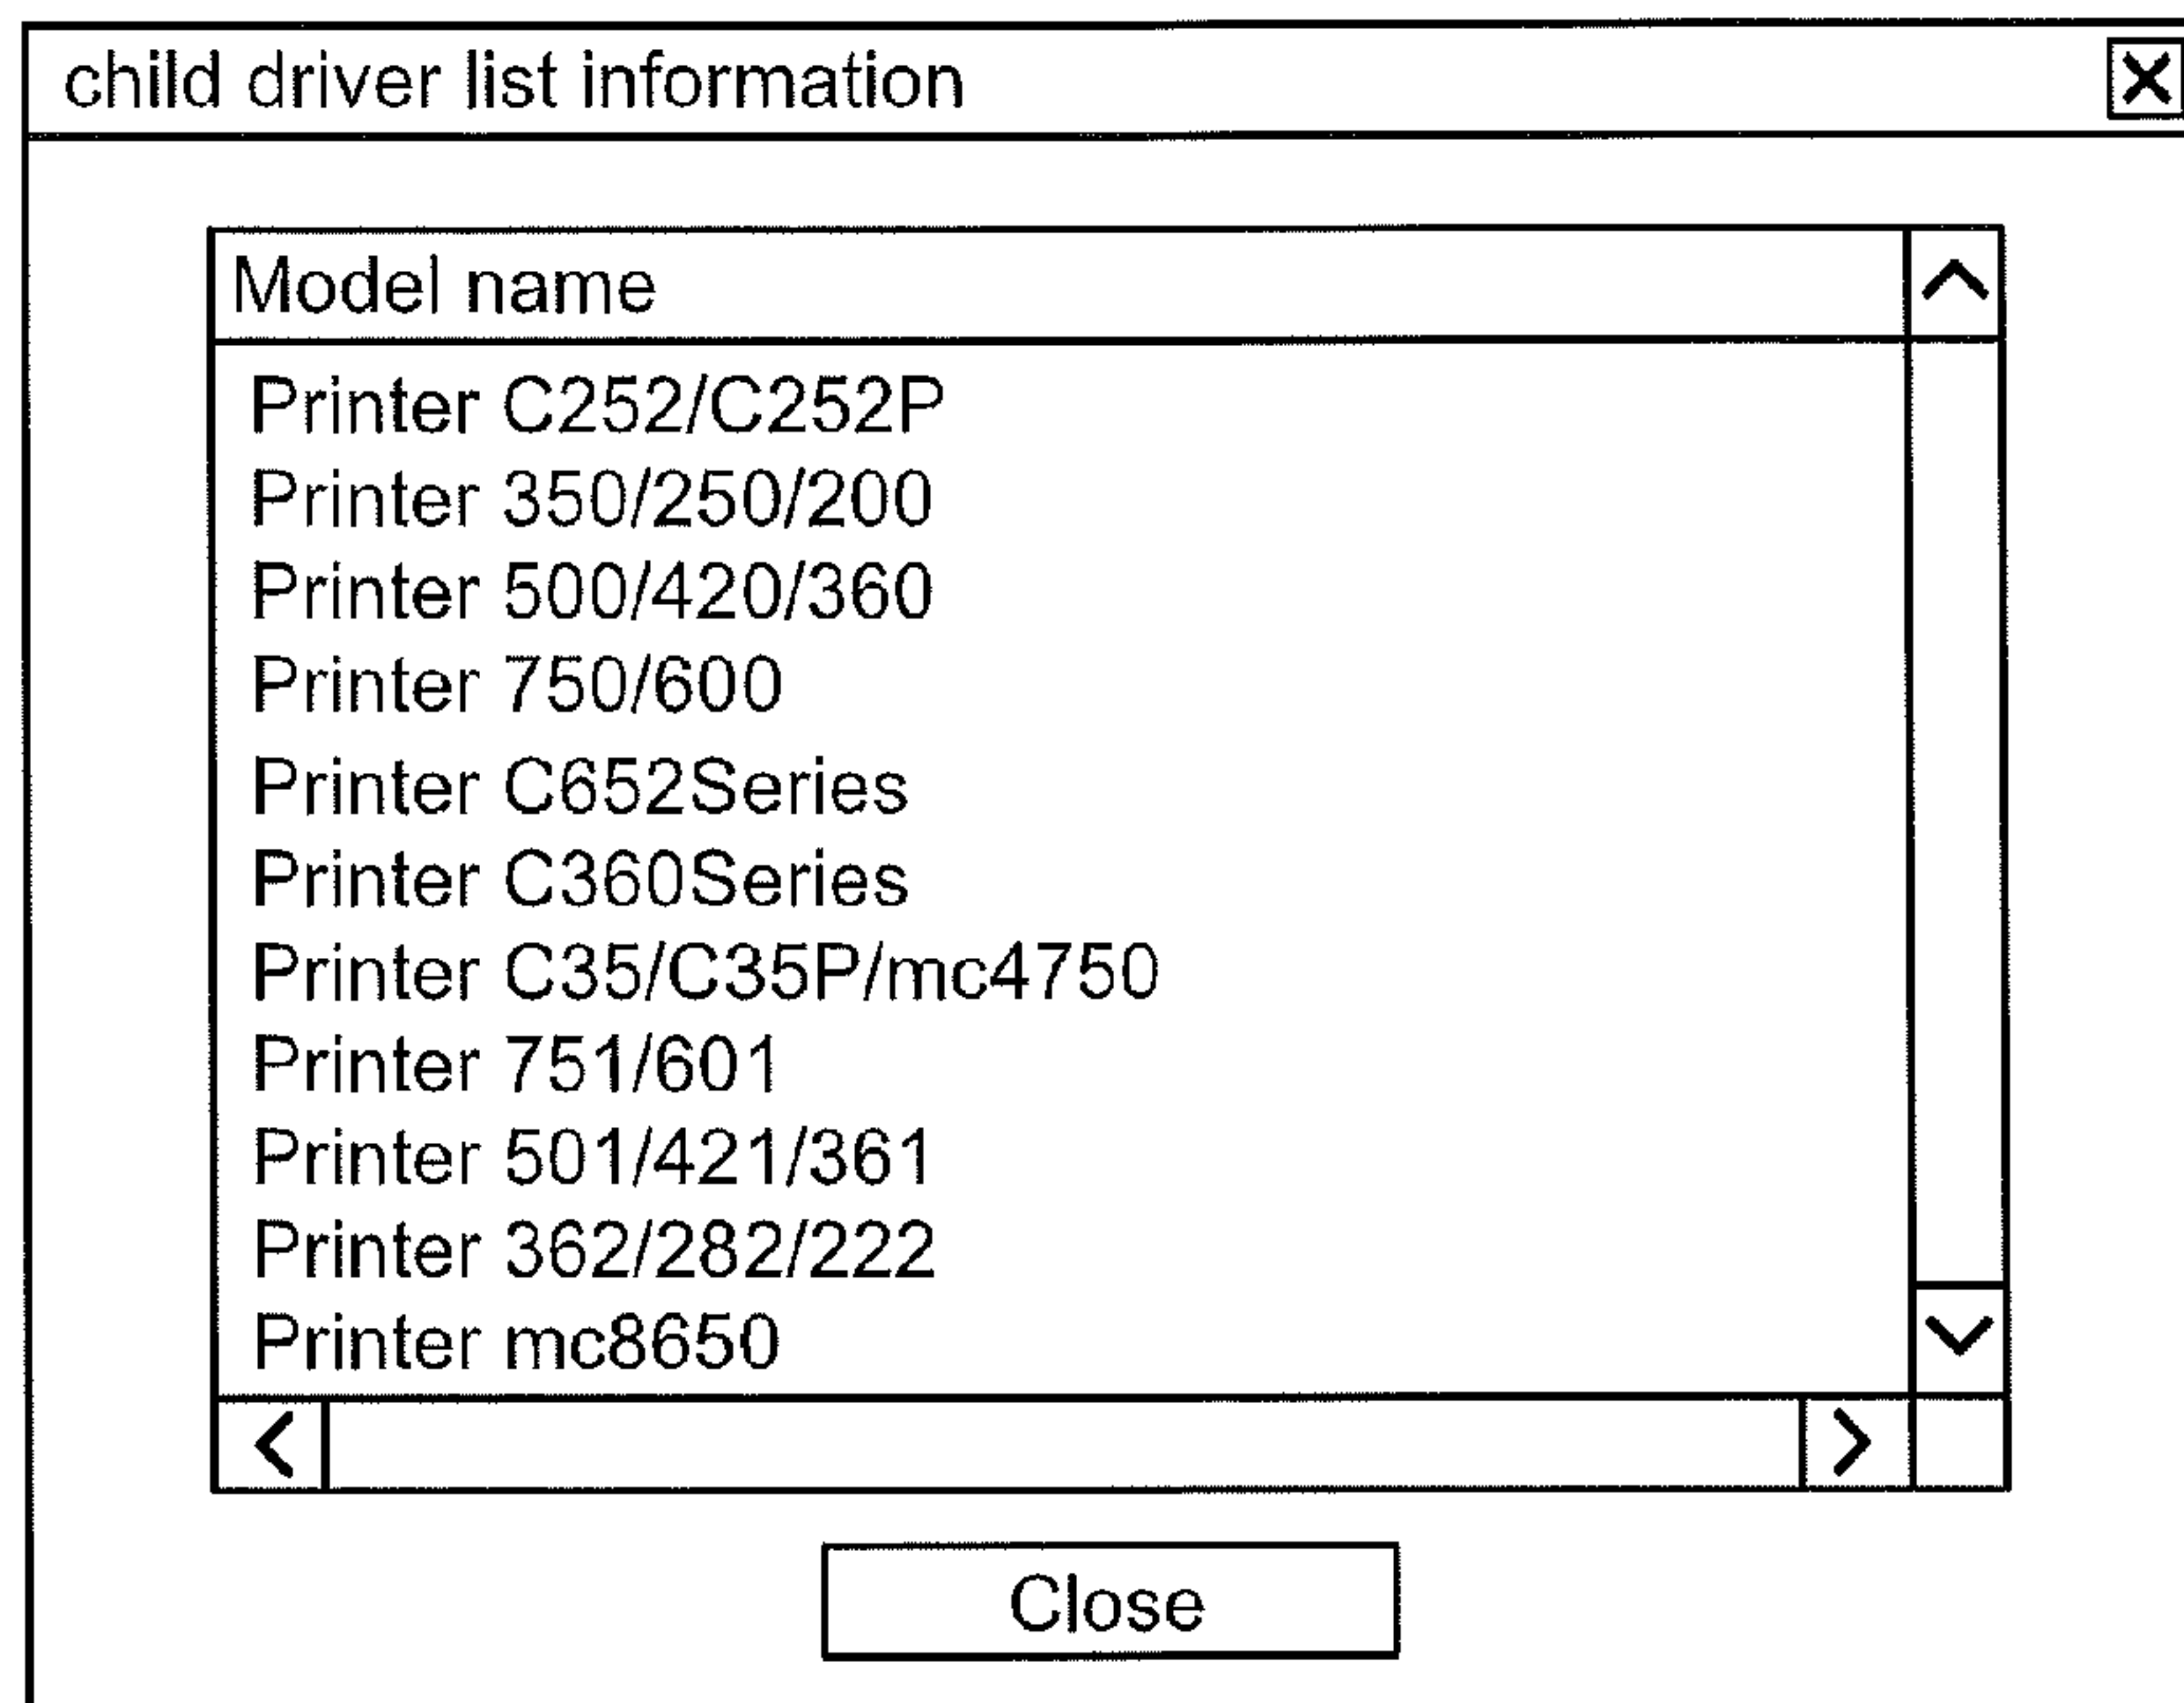 child driver list information
Model name
Printer C252/C252P
Printer 350/250/200
Printer 500/420/360
Printer 750/600
Printer C652Series
Printer C360Series
Printer C35/C35P/mc4750
Printer 751/601
Printer 501/421/361
Printer 362/282/222
Printer mc8650
Close